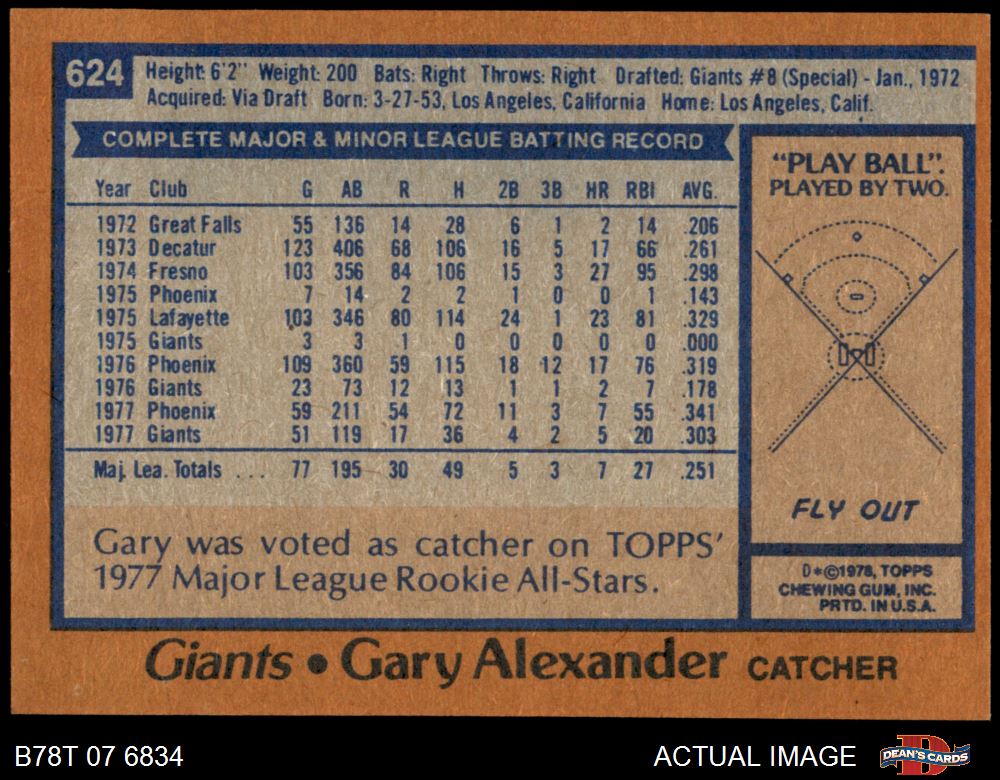 624
Height: 6'2" Weight: 200 Bats: Right Throws: Right Drafted: Giants #8 (Special) - Jan., 1972
Acquired: Via Draft Born: 3-27-53, Los Angeles, California Home: Los Angeles, Calif.
COMPLETE MAJOR & MINOR LEAGUE BATTING RECORD
Year Club G AB R H 2B 3B HR RBI AVG.
1972 Great Falls 55 136 14 28 6 1 2 14 .206
1973 Decatur 123 406 68 106 16 5 17 66 .261
1974 Fresno 103 356 84 106 15 3 27 95 .298
1975 Phoenix 7 14 2 2 1 0 0 1 .143
1975 Lafayette 103 346 80 114 24 1 23 81 .329
1975 Giants 3 3 1 0 0 0 0 0 .000
1976 Phoenix 109 360 59 115 18 12 17 76 .319
1976 Giants 23 73 12 13 1 1 2 7 .178
1977 Phoenix 59 211 54 72 11 3 7 55 .341
1977 Giants 51 119 17 36 4 2 5 20 .303
Maj. Lea. Totals ... 77 195 30 49 5 3 7 27 .251
Gary was voted as catcher on TOPPS'
1977 Major League Rookie All-Stars.
"PLAY BALL".
PLAYED BY TWO.
FLY OUT
D*©1978, TOPPS
CHEWING GUM, INC.
PRTD. IN U.S.A.
Giants • Gary Alexander CATCHER
B78T 07 6834
ACTUAL IMAGE
DEAN'S CARDS